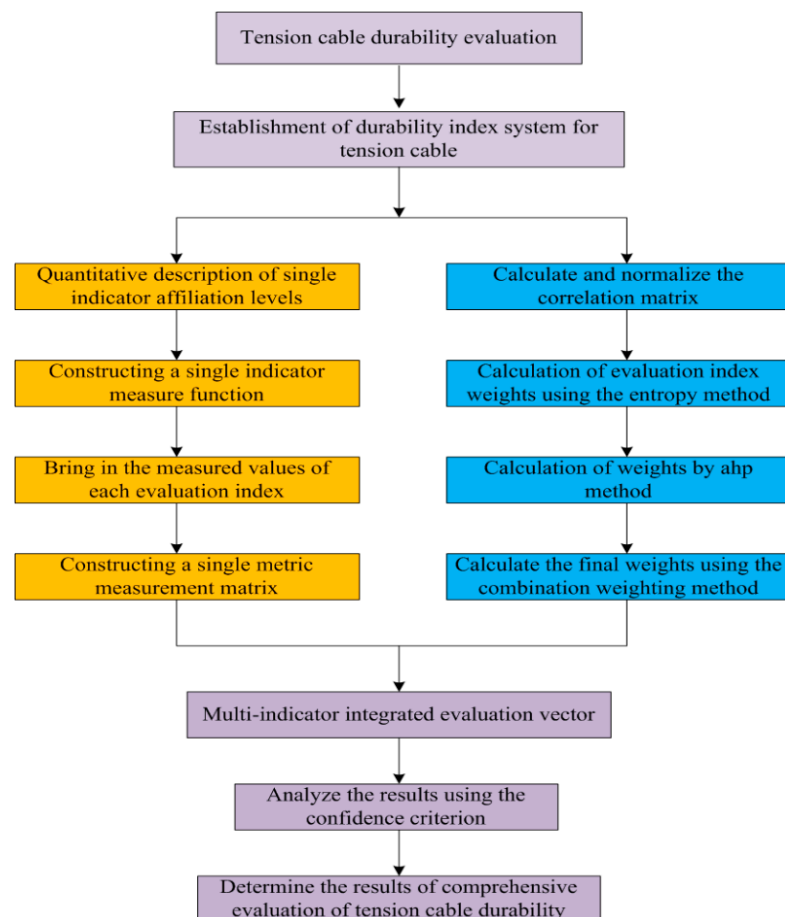 Tension cable durability evaluation
Establishment of durability index system for
tension cable
Quantitative description of single
indicator affiliation levels
Constructing a single indicator
measure function
Bring in the measured values of
each evaluation index
Constructing a single metric
measurement matrix
Calculate and normalize the
correlation matrix
Calculation of evaluation index
weights using the entropy method
Calculation of weights by ahp
method
Calculate the final weights using the
combination weighting method
Multi-indicator integrated evaluation vector
Analyze the results using the
confidence criterion
Determine the results of comprehensive
evaluation of tension cable durability